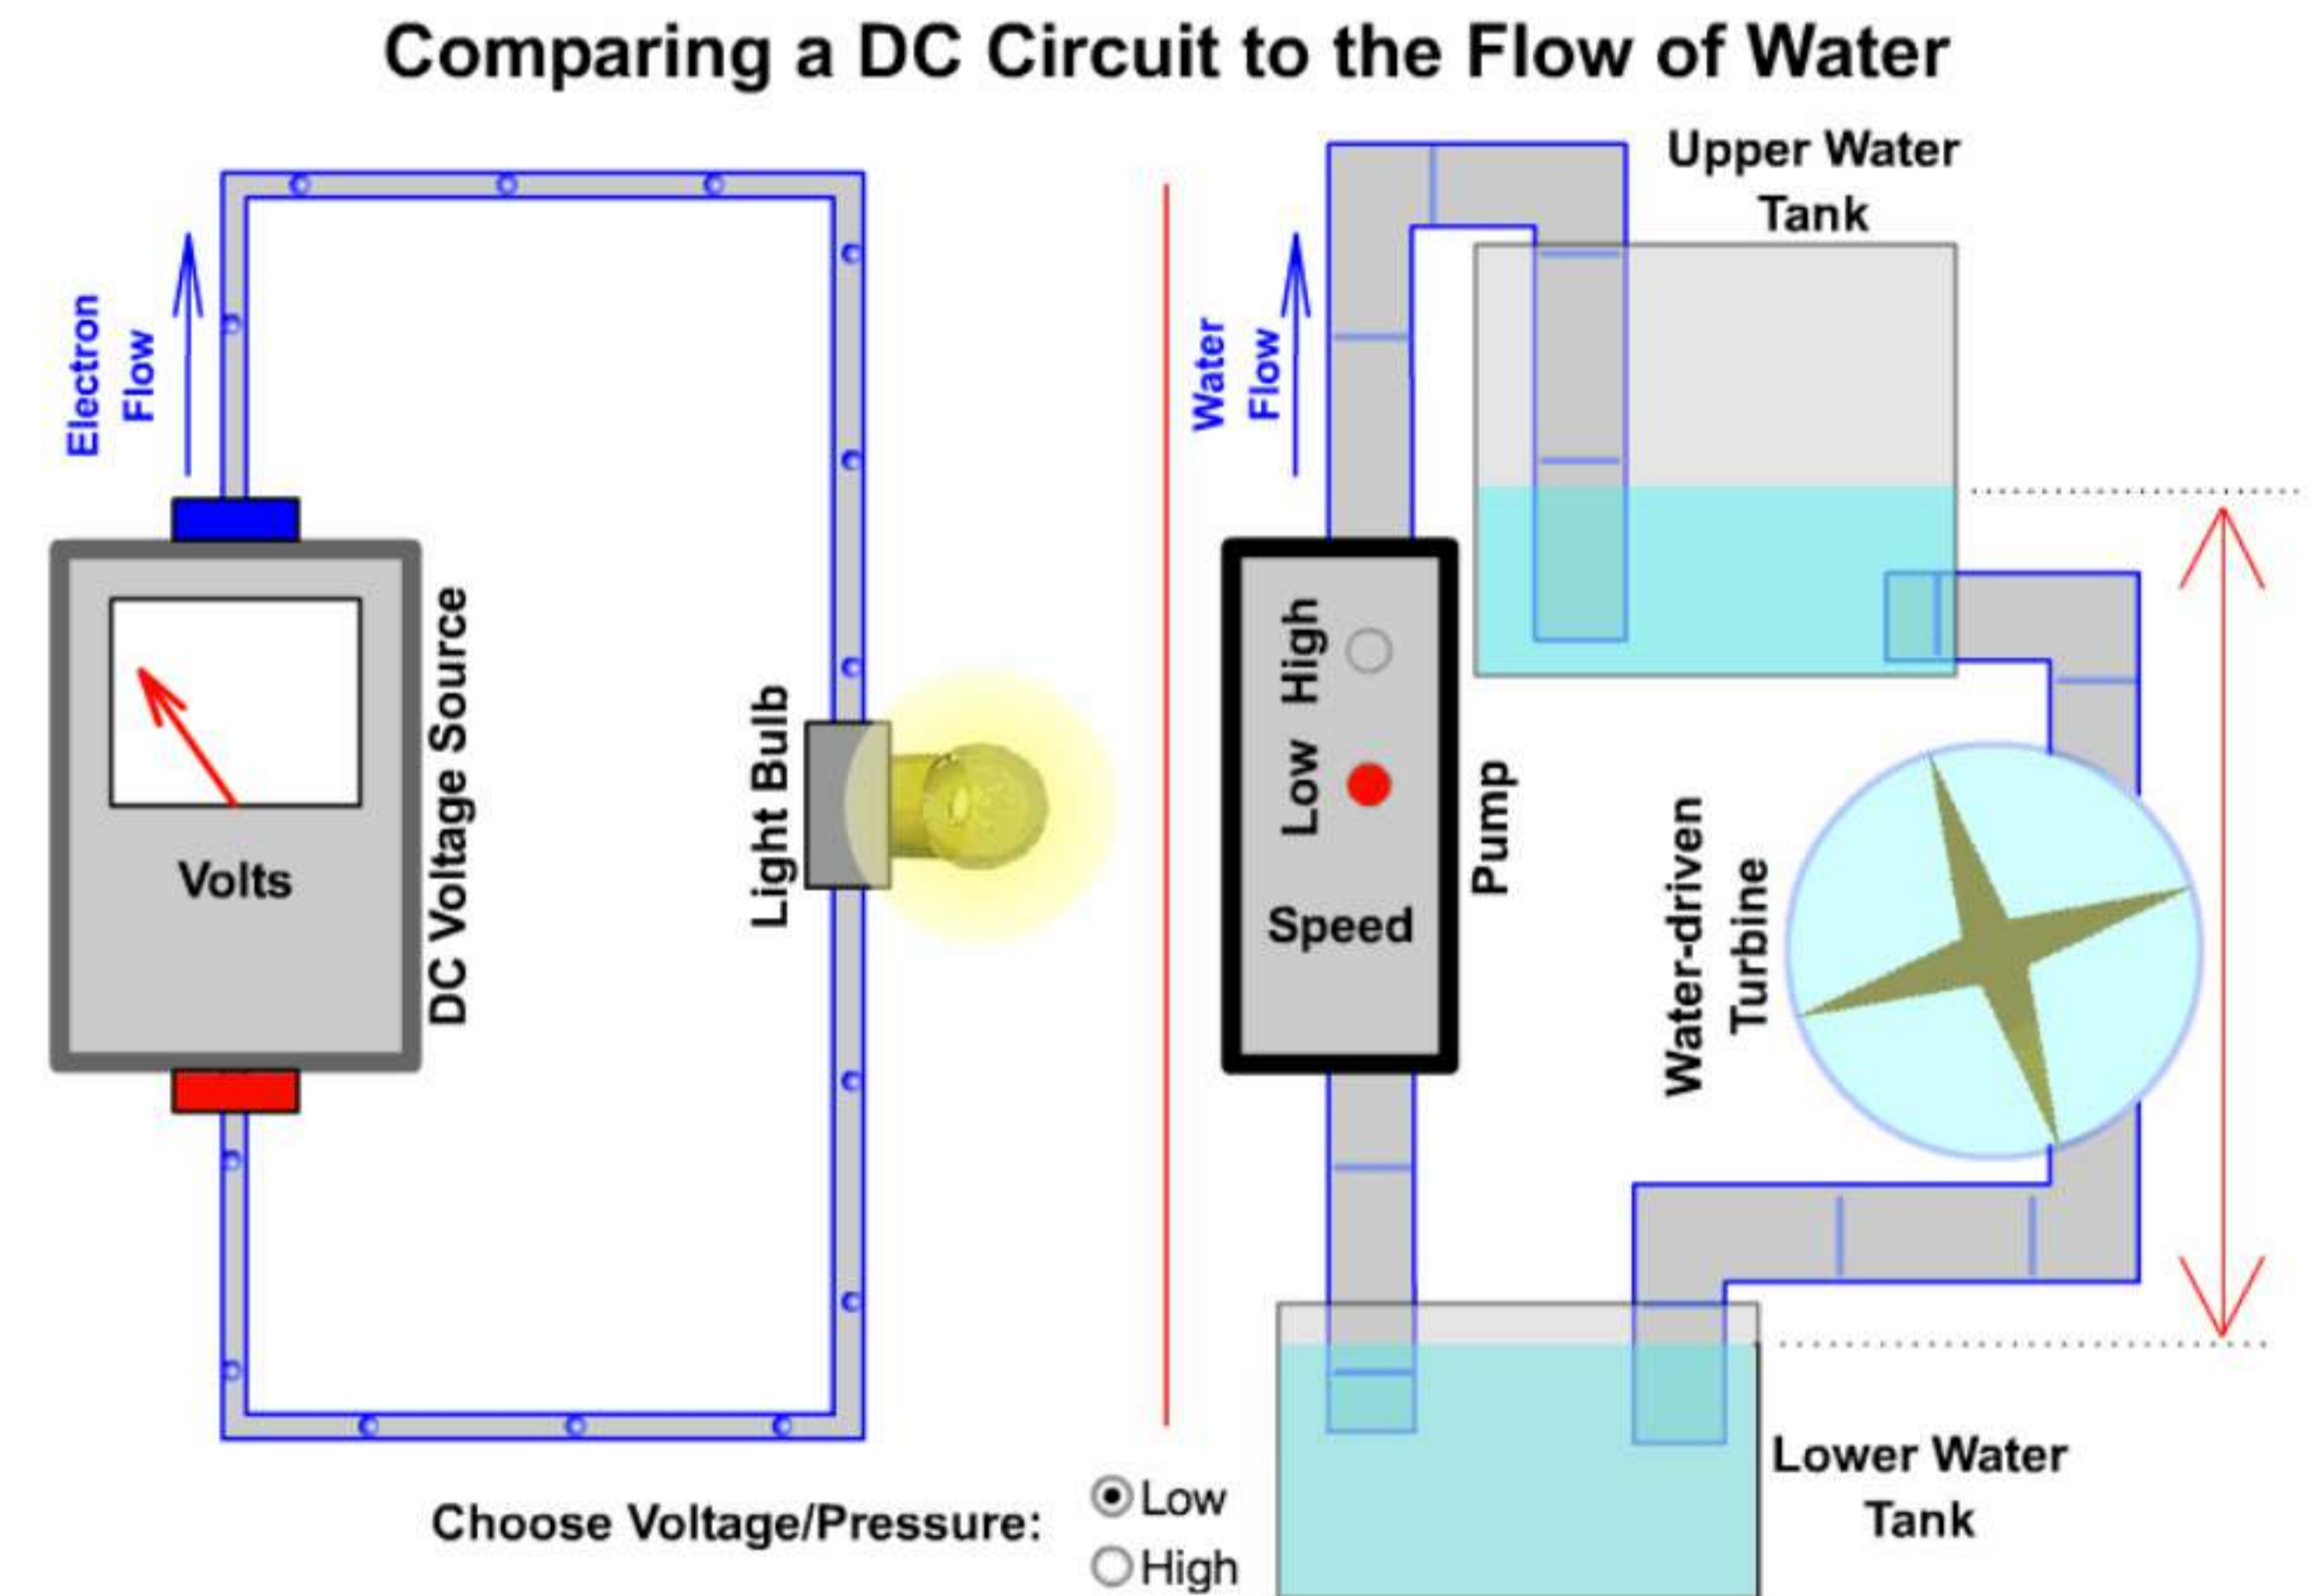 Comparing a DC Circuit to the Flow of Water
Electron
Flow
Volts
DC Voltage Source
Light Bulb
Water
Flow
Upper Water
Tank
High
Low
Speed
Pump
Water-driven
Turbine
Lower Water
Tank
Choose Voltage/Pressure:
Low
High